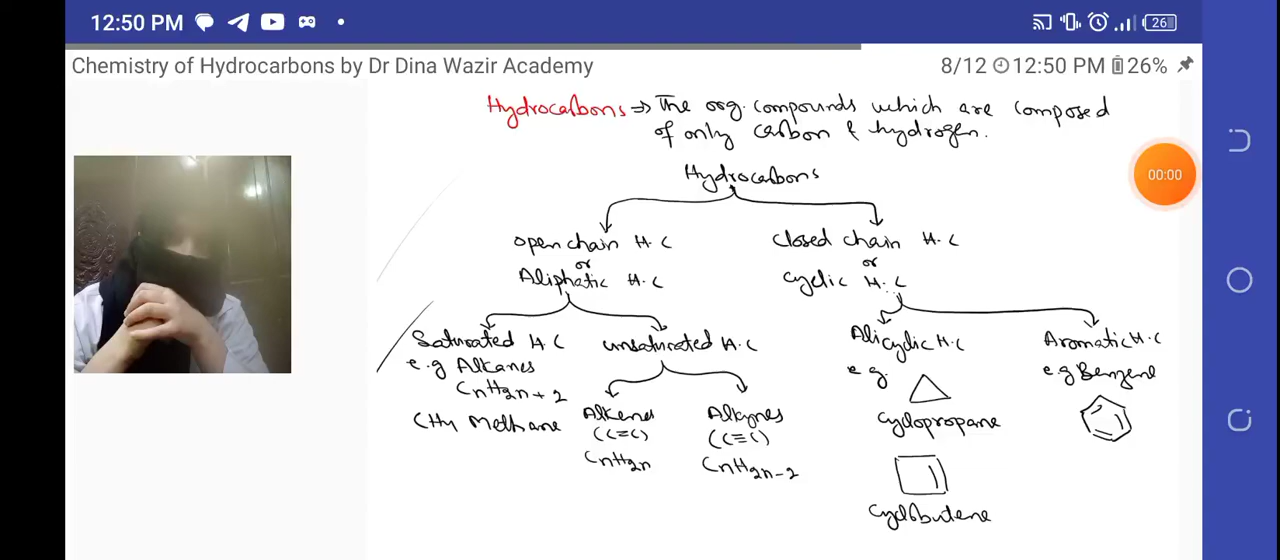 12:50 PM
26
Chemistry of Hydrocarbons by Dr Dina Wazir Academy
8/12 12:50 PM 26%
Hydrocarbons ⇒ The org. compounds which are composed
of only carbon & hydrogen.
00:00
Hydrocarbons
open chain H.C
or
Aliphatic H.C
closed chain H.C
or
cyclic H.C
Saturated H.C
e.g Alkanes
CnH2n+2
CH4 Methane
unsaturated H.C
Alkenes
(C=C)
CnH2n
Alkynes
(C≡C)
CnH2n-2
Alicyclic H.C
e.g.
Cyclopropane
Cyclobutene
Aromatic H.C
e.g Benzene